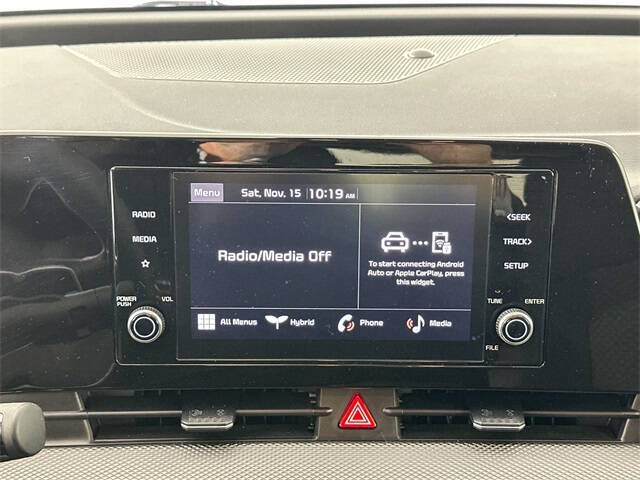 Menu
Sat, Nov. 15
10:19 AM
RADIO
MEDIA
POWER
PUSH
VOL
Radio/Media Off
To start connecting Android
Auto or Apple CarPlay, press
this widget.
All Menus
Hybrid
Phone
Media
<SEEK
TRACK>
SETUP
TUNE
ENTER
FILE